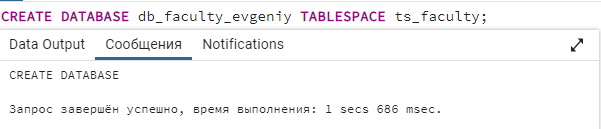 CREATE DATABASE db_faculty_evgeniy TABLESPACE ts_faculty;
Data Output Сообщения Notifications
CREATE DATABASE
Запрос завершён успешно, время выполнения: 1 secs 686 msec.